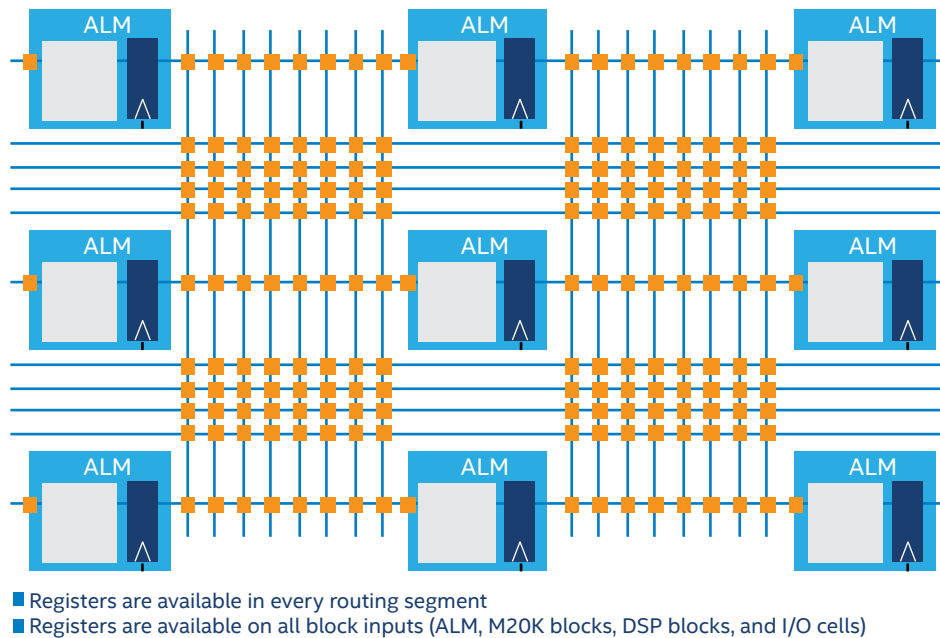 ALM ALM ALM
ALM ALM ALM
ALM ALM ALM
Registers are available in every routing segment
Registers are available on all block inputs (ALM, M20K blocks, DSP blocks, and I/O cells)